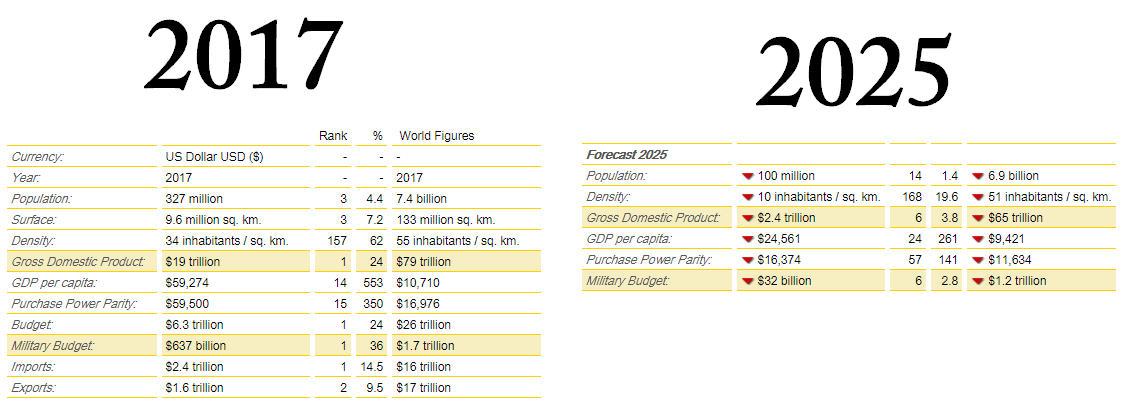 2017
Rank % World Figures
Currency: US Dollar USD ($) - - -
Year: 2017 - - 2017
Population: 327 million 3 4.4 7.4 billion
Surface: 9.6 million sq. km. 3 7.2 133 million sq. km.
Density: 34 inhabitants / sq. km. 157 62 55 inhabitants / sq. km.
Gross Domestic Product: $19 trillion 1 24 $79 trillion
GDP per capita: $59,274 14 553 $10,710
Purchase Power Parity: $59,500 15 350 $16,976
Budget: $6.3 trillion 1 24 $26 trillion
Military Budget: $637 billion 1 36 $1.7 trillion
Imports: $2.4 trillion 1 14.5 $16 trillion
Exports: $1.6 trillion 2 9.5 $17 trillion
2025
Forecast 2025
Population: 100 million 14 1.4 6.9 billion
Density: 10 inhabitants / sq. km. 168 19.6 51 inhabitants / sq. km.
Gross Domestic Product: $2.4 trillion 6 3.8 $65 trillion
GDP per capita: $24,561 24 261 $9,421
Purchase Power Parity: $16,374 57 141 $11,634
Military Budget: $32 billion 6 2.8 $1.2 trillion